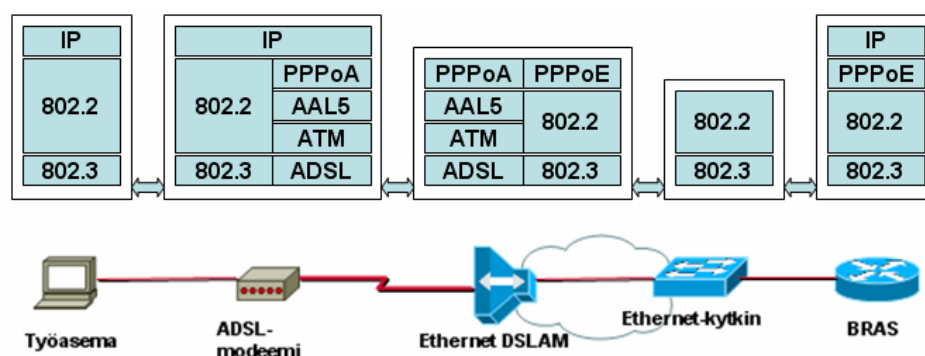 IP
802.2
802.3
IP
802.2
PPPoA
AAL5
ATM
802.3
ADSL
PPPoA PPPoE
AAL5
ATM
802.2
ADSL
802.3
802.2
802.3
IP
PPPoE
802.2
802.3
Työasema
ADSL-
modeemi
Ethernet DSLAM
Ethernet-kytkin
BRAS